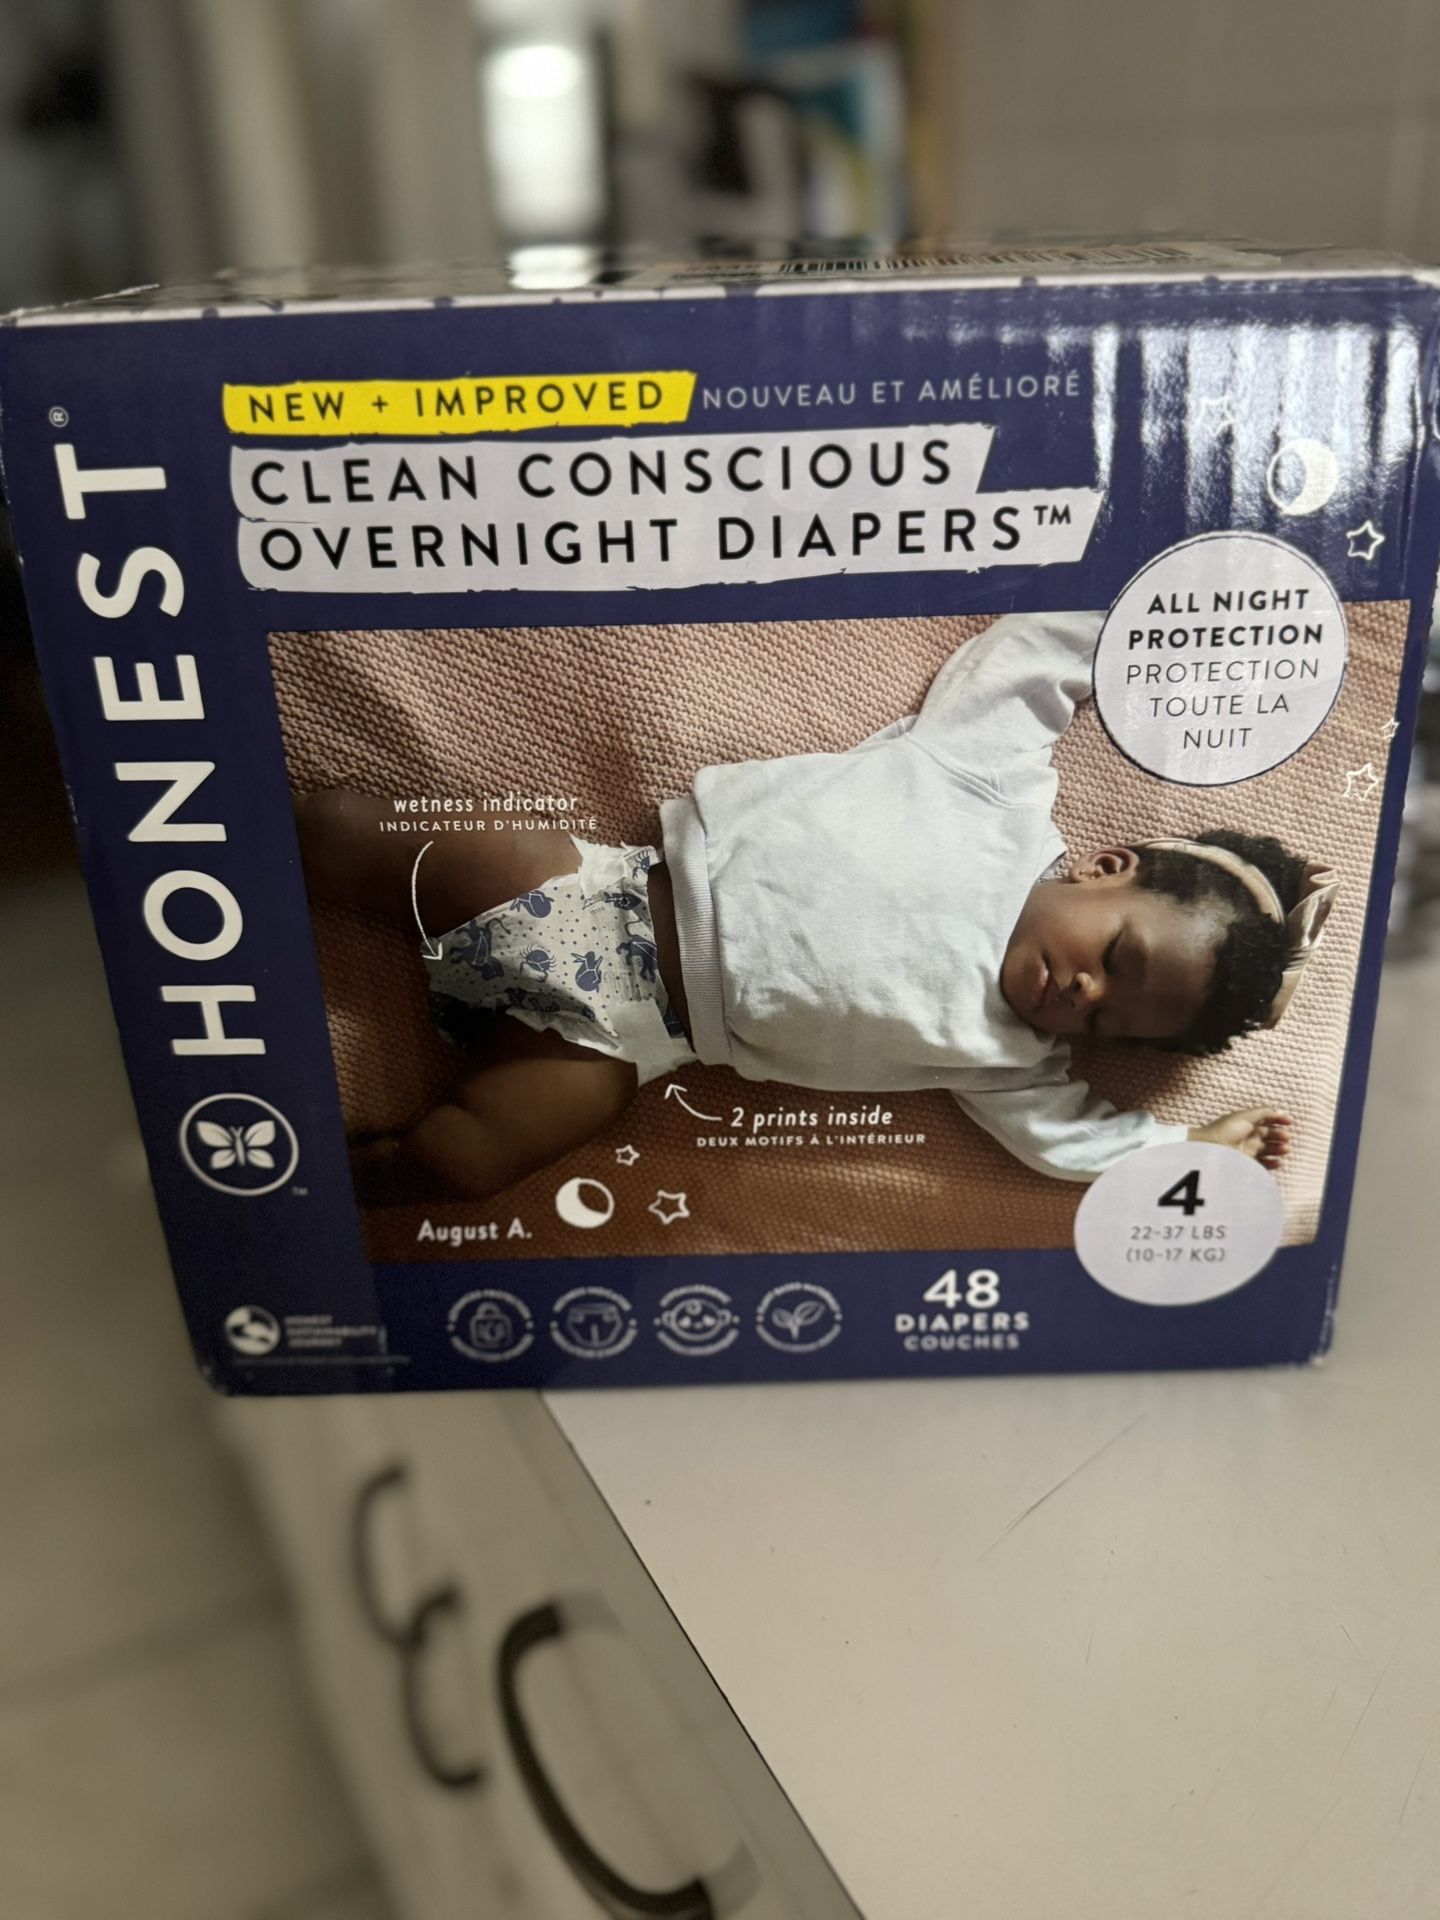 HONEST®
NEW + IMPROVED NOUVEAU ET AMÉLIORÉ
CLEAN CONSCIOUS
OVERNIGHT DIAPERS™
ALL NIGHT
PROTECTION
PROTECTION
TOUTE LA
NUIT
wetness indicator
INDICATEUR D'HUMIDITÉ
2 prints inside
DEUX MOTIFS À L'INTÉRIEUR
August A.
4
22-37 LBS
(10-17 KG)
48
DIAPERS
COUCHES
TM